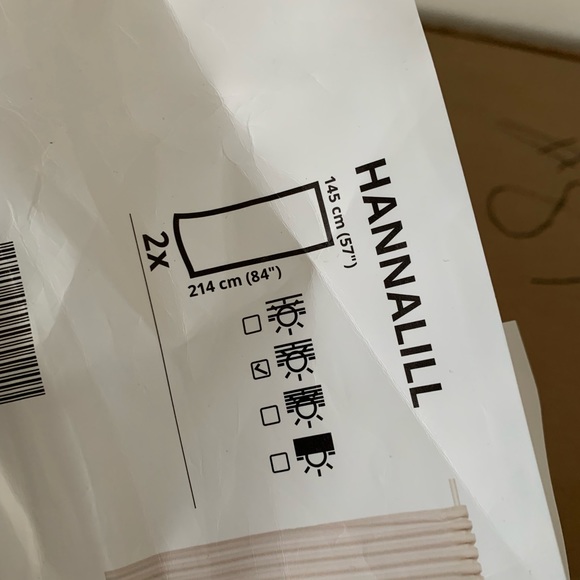 HANNALILL
145 cm (57")
214 cm (84")
2x